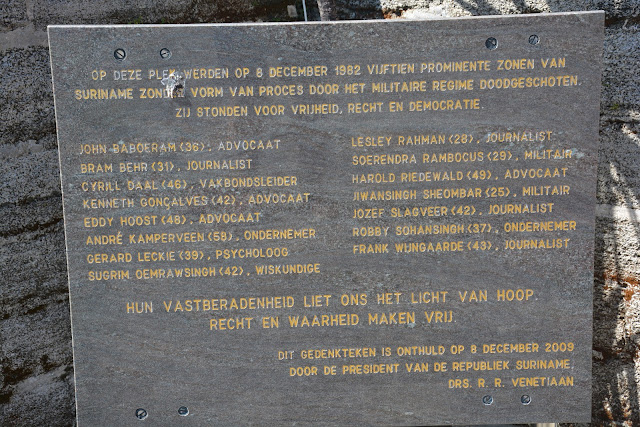 OP DEZE PLEK WERDEN OP 8 DECEMBER 1982 VIJFTIEN PROMINENTE ZONEN VAN
SURINAME ZONDER VORM VAN PROCES DOOR HET MILITAIRE REGIME DOODGESCHOTEN.
ZIJ STONDEN VOOR VRIJHEID, RECHT EN DEMOCRATIE.
JOHN BABOERAM (36), ADVOCAAT
BRAM BEHR (31), JOURNALIST
CYRILL DAAL (46), VAKBONDSLEIDER
KENNETH GONÇALVES (42), ADVOCAAT
EDDY HOOST (48), ADVOCAAT
ANDRÉ KAMPERVEEN (58), ONDERNEMER
GERARD LECKIE (39), PSYCHOLOOG
SUGRIM OEMRAWSINGH (42), WISKUNDIGE
LESLEY RAHMAN (28), JOURNALIST
SOERENDRA RAMBOCUS (29), MILITAIR
HAROLD RIEDEWALD (49), ADVOCAAT
JIWANSINGH SHEOMBAR (25), MILITAIR
JOZEF SLAGVEER (42), JOURNALIST
ROBBY SOHANSINGH (37), ONDERNEMER
FRANK WIJNGAARDE (43), JOURNALIST
HUN VASTBERADENHEID LIET ONS HET LICHT VAN HOOP.
RECHT EN WAARHEID MAKEN VRIJ.
DIT GEDENKTEKEN IS ONTHULD OP 8 DECEMBER 2009
DOOR DE PRESIDENT VAN DE REPUBLIEK SURINAME,
DRS. R. R. VENETIAAN